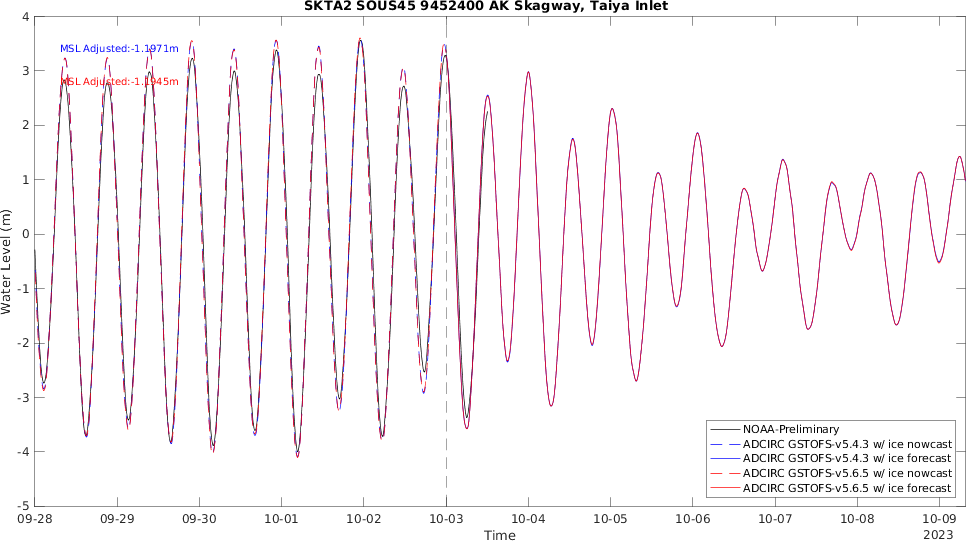 SKTA2 SOUS45 9452400 AK Skagway, Taiya Inlet
MSL Adjusted:-1.1971m
MSL Adjusted:-1.1945m
Water Level (m)
4
3
2
1
0
-1
-2
-3
-4
-5
NOAA-Preliminary
ADCIRC GSTOFS-v5.4.3 w/ ice nowcast
ADCIRC GSTOFS-v5.4.3 w/ ice forecast
ADCIRC GSTOFS-v5.6.5 w/ ice nowcast
ADCIRC GSTOFS-v5.6.5 w/ ice forecast
09-28 09-29 09-30 10-01 10-02 10-03 10-04 10-05 10-06 10-07 10-08 10-09
2023
Time